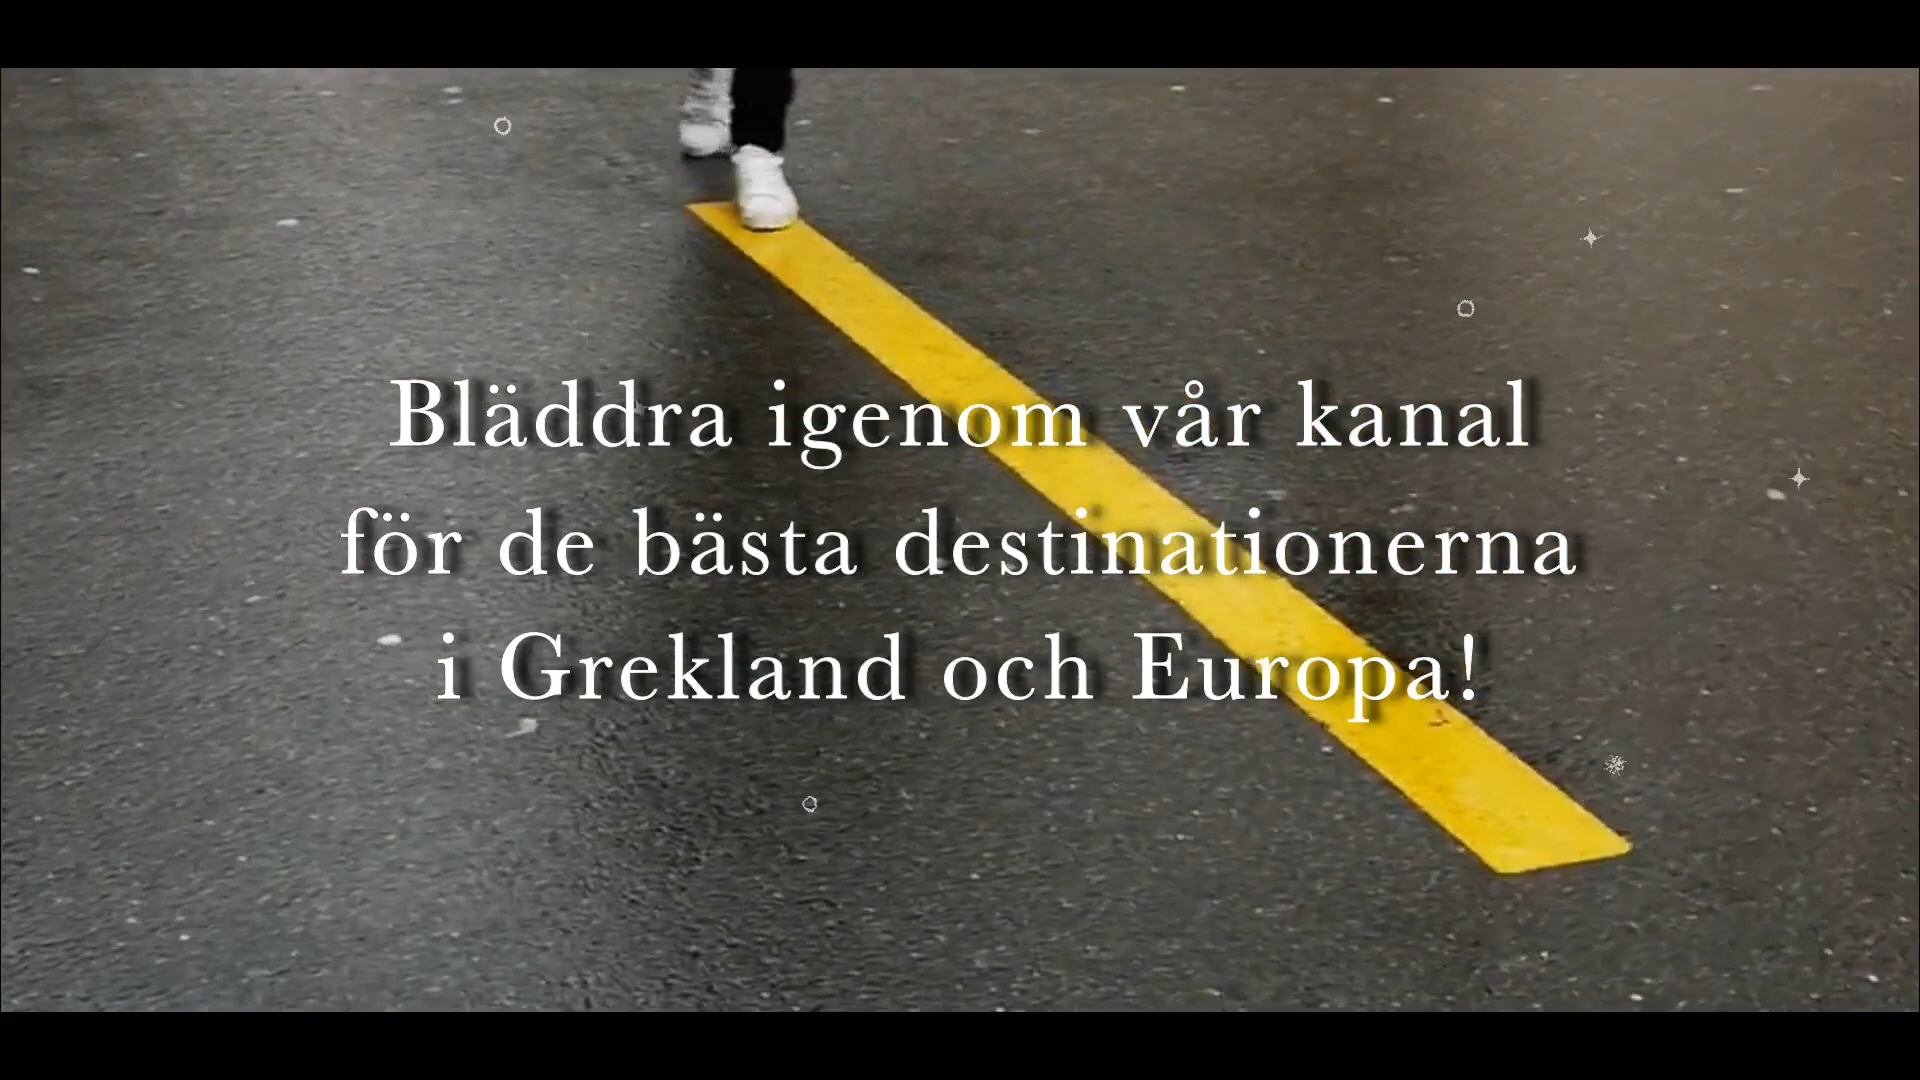 Bläddra igenom vår kanal
för de bästa destinationerna
i Grekland och Europa!